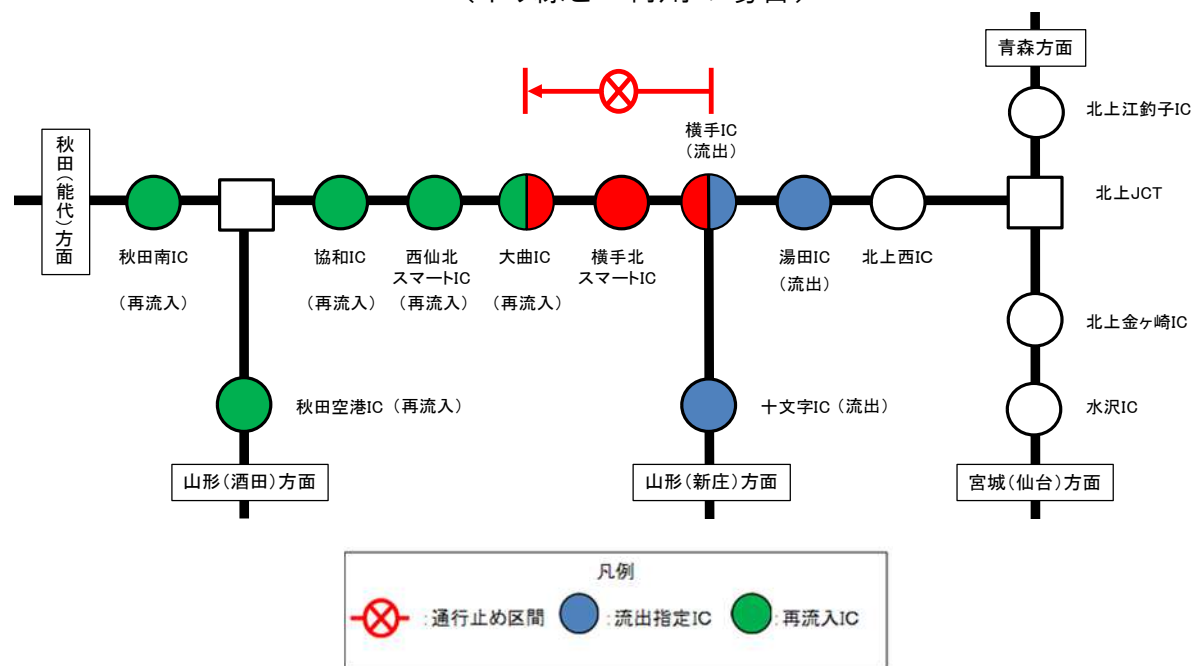 青森方面
北上江釣子IC
横手IC
(流出)
秋田(能代)方面
北上JCT
秋田南IC
(再流入)
協和IC
(再流入)
西仙北
スマートIC
(再流入)
大曲IC
(再流入)
横手北
スマートIC
湯田IC
(流出)
北上西IC
北上金ヶ崎IC
秋田空港IC (再流入)
十文字IC (流出)
水沢IC
山形(酒田)方面
山形(新庄)方面
宮城(仙台)方面
凡例
:通行止め区間
:流出指定IC
:再流入IC